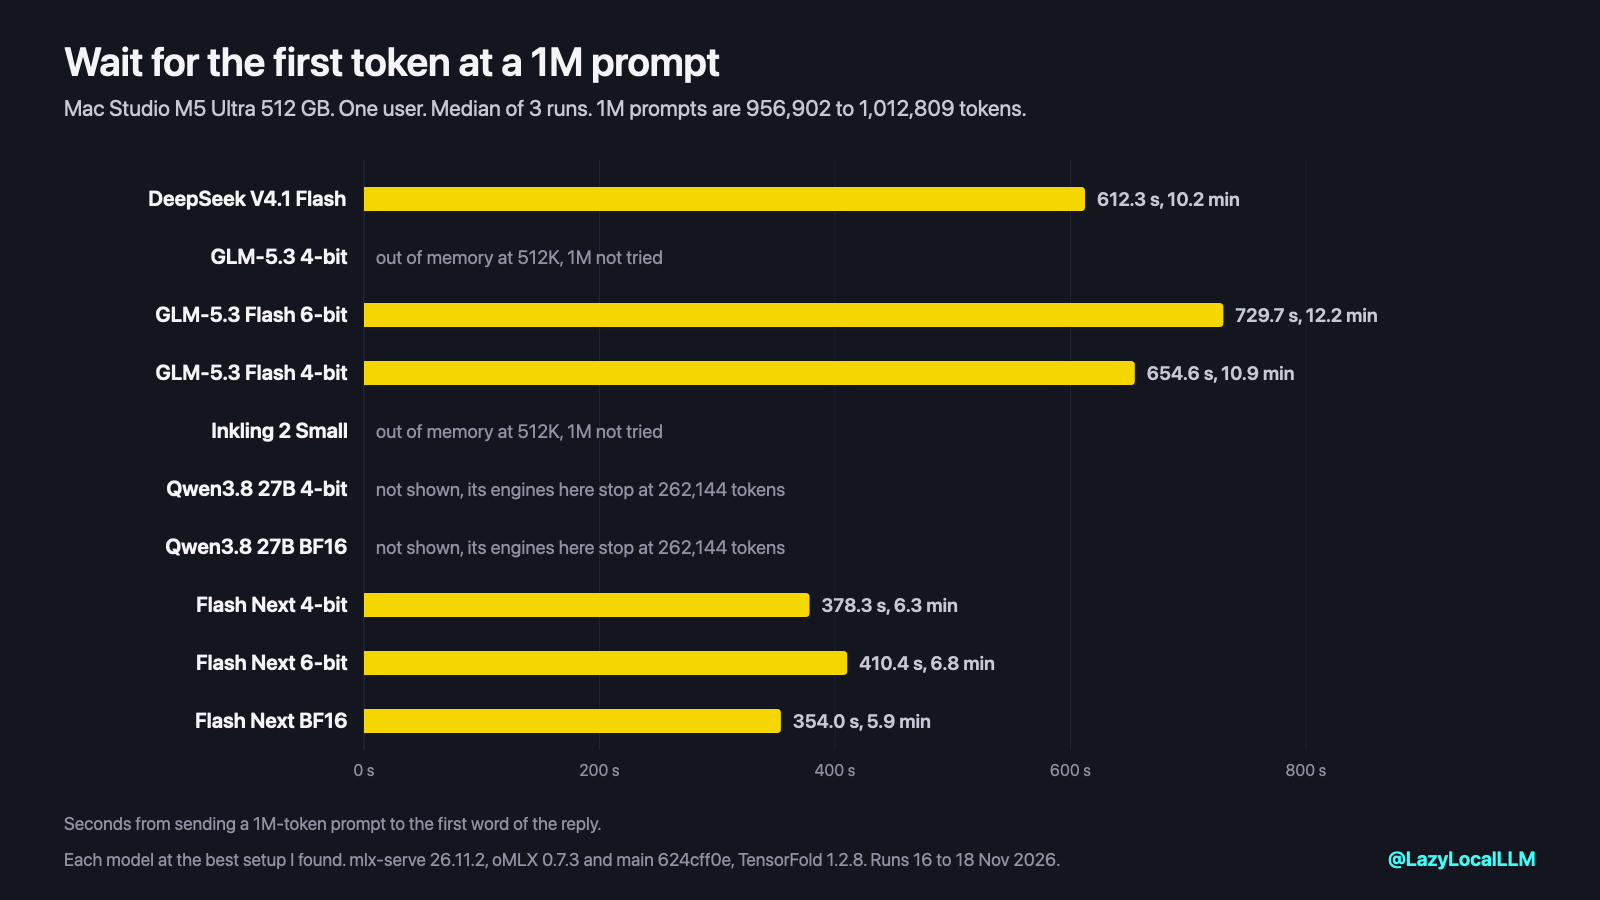 Wait for the first token at a 1M prompt
Mac Studio M5 Ultra 512 GB. One user. Median of 3 runs. 1M prompts are 956,902 to 1,012,809 tokens.
DeepSeek V4.1 Flash 612.3 s, 10.2 min
GLM-5.3 4-bit out of memory at 512K, 1M not tried
GLM-5.3 Flash 6-bit 729.7 s, 12.2 min
GLM-5.3 Flash 4-bit 654.6 s, 10.9 min
Inkling 2 Small out of memory at 512K, 1M not tried
Qwen3.8 27B 4-bit not shown, its engines here stop at 262,144 tokens
Qwen3.8 27B BF16 not shown, its engines here stop at 262,144 tokens
Flash Next 4-bit 378.3 s, 6.3 min
Flash Next 6-bit 410.4 s, 6.8 min
Flash Next BF16 354.0 s, 5.9 min
0 s 200 s 400 s 600 s 800 s
Seconds from sending a 1M-token prompt to the first word of the reply.
Each model at the best setup I found. mlx-serve 26.11.2, oMLX 0.7.3 and main 624cff0e, TensorFold 1.2.8. Runs 16 to 18 Nov 2026.
@LazyLocalLLM